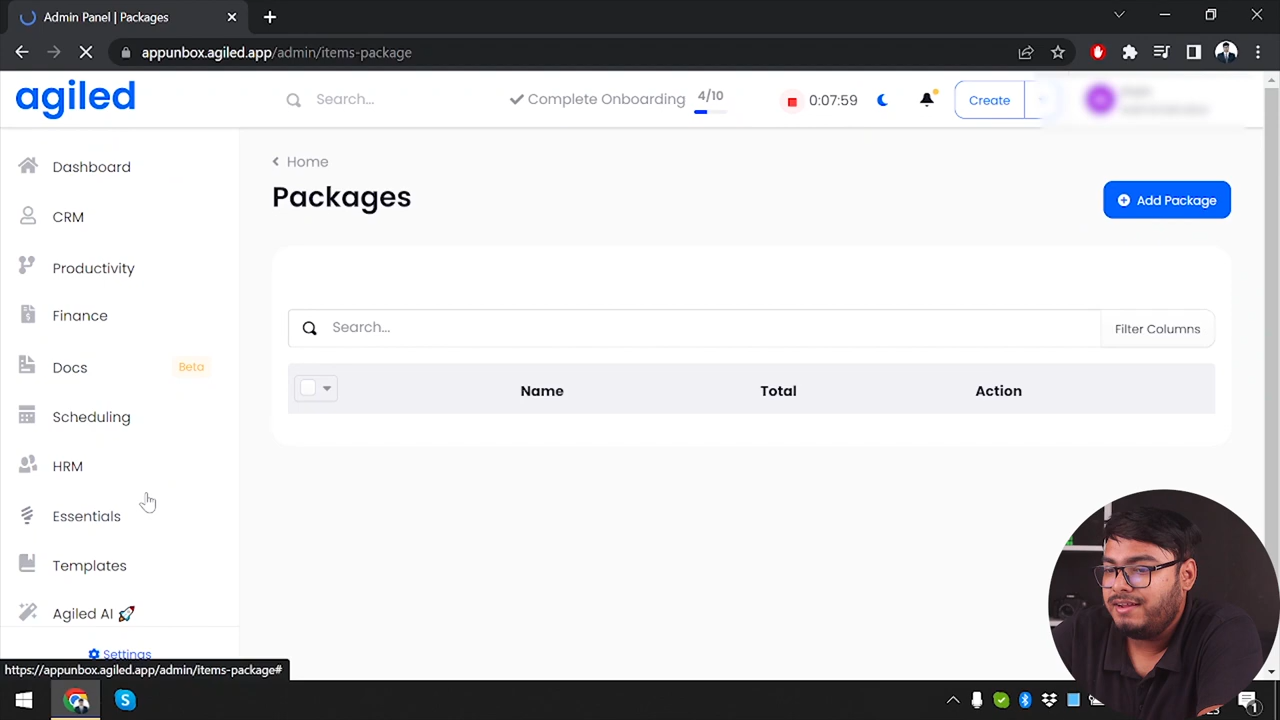 Admin Panel | Packages
appunbox.agiled.app/admin/items-package
agiled
Search...
Complete Onboarding 4/10
0:07:59
Create
Dashboard
CRM
Productivity
Finance
Docs Beta
Scheduling
HRM
Essentials
Templates
Agiled AI 🚀
Settings
Home
Packages
Add Package
Search...
Filter Columns
Name Total Action
https://appunbox.agiled.app/admin/items-package#
1